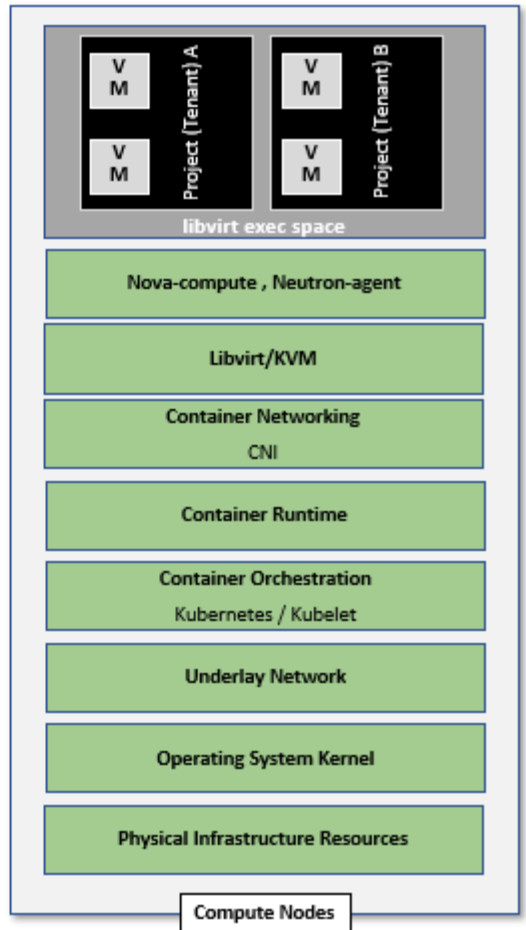 V
M
Project (Tenant) A
V
M
V
M
Project (Tenant) B
V
M
libvirt exec space
Nova-compute , Neutron-agent
Libvirt/KVM
Container Networking
CNI
Container Runtime
Container Orchestration
Kubernetes / Kubelet
Underlay Network
Operating System Kernel
Physical Infrastructure Resources
Compute Nodes